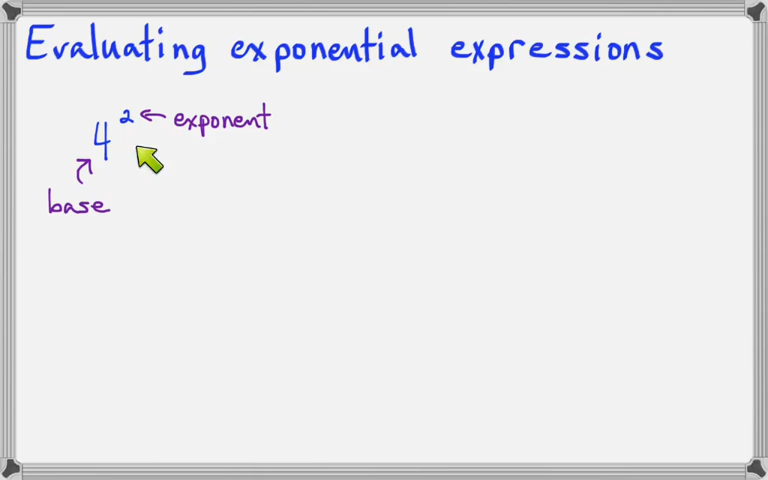 Evaluating exponential expressions
4² ← exponent
base